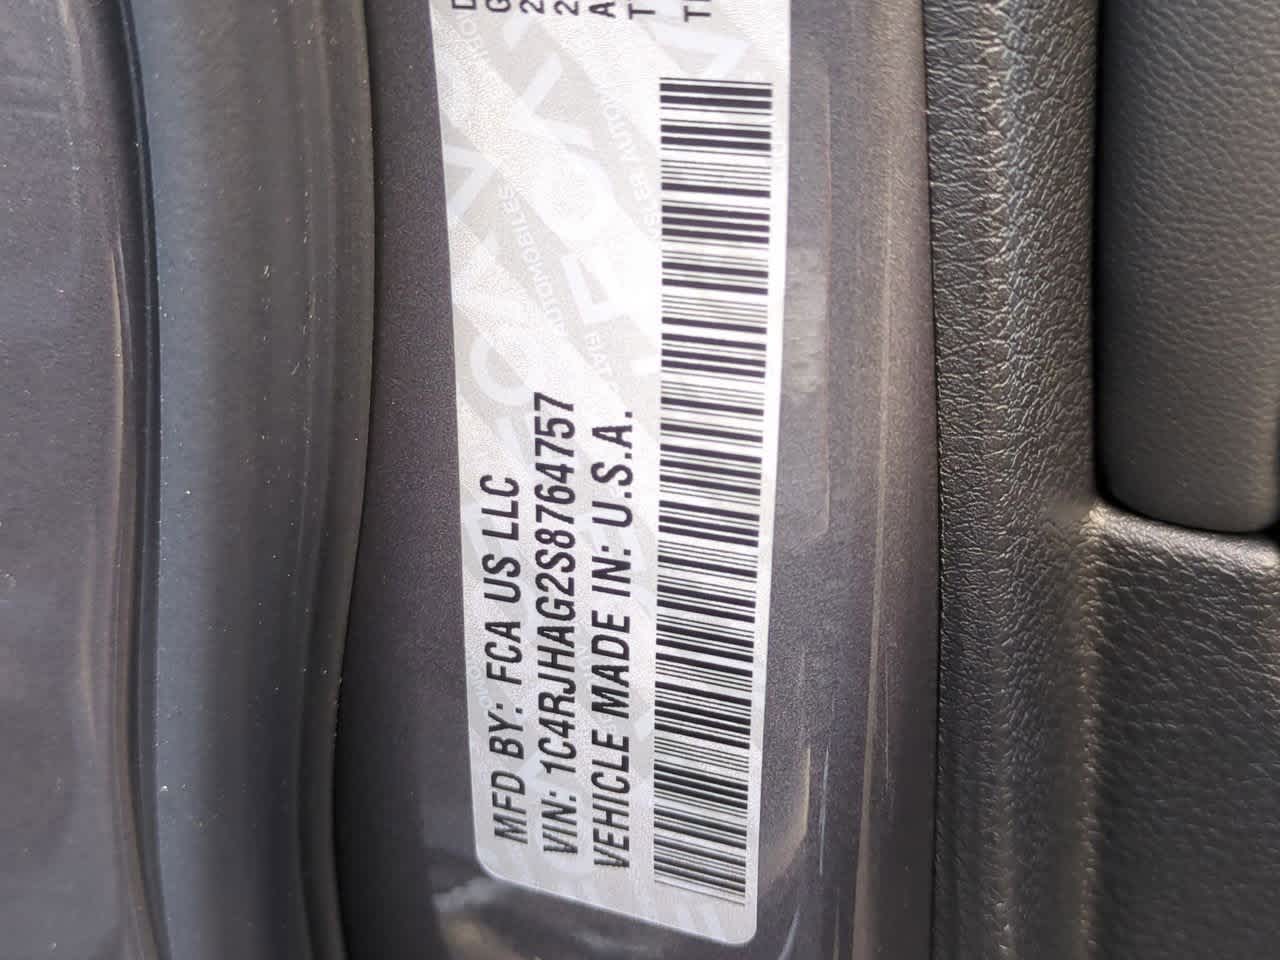 MFD BY: FCA US LLC
VIN: 1C4RJHAG2S8764757
VEHICLE MADE IN: U.S.A.